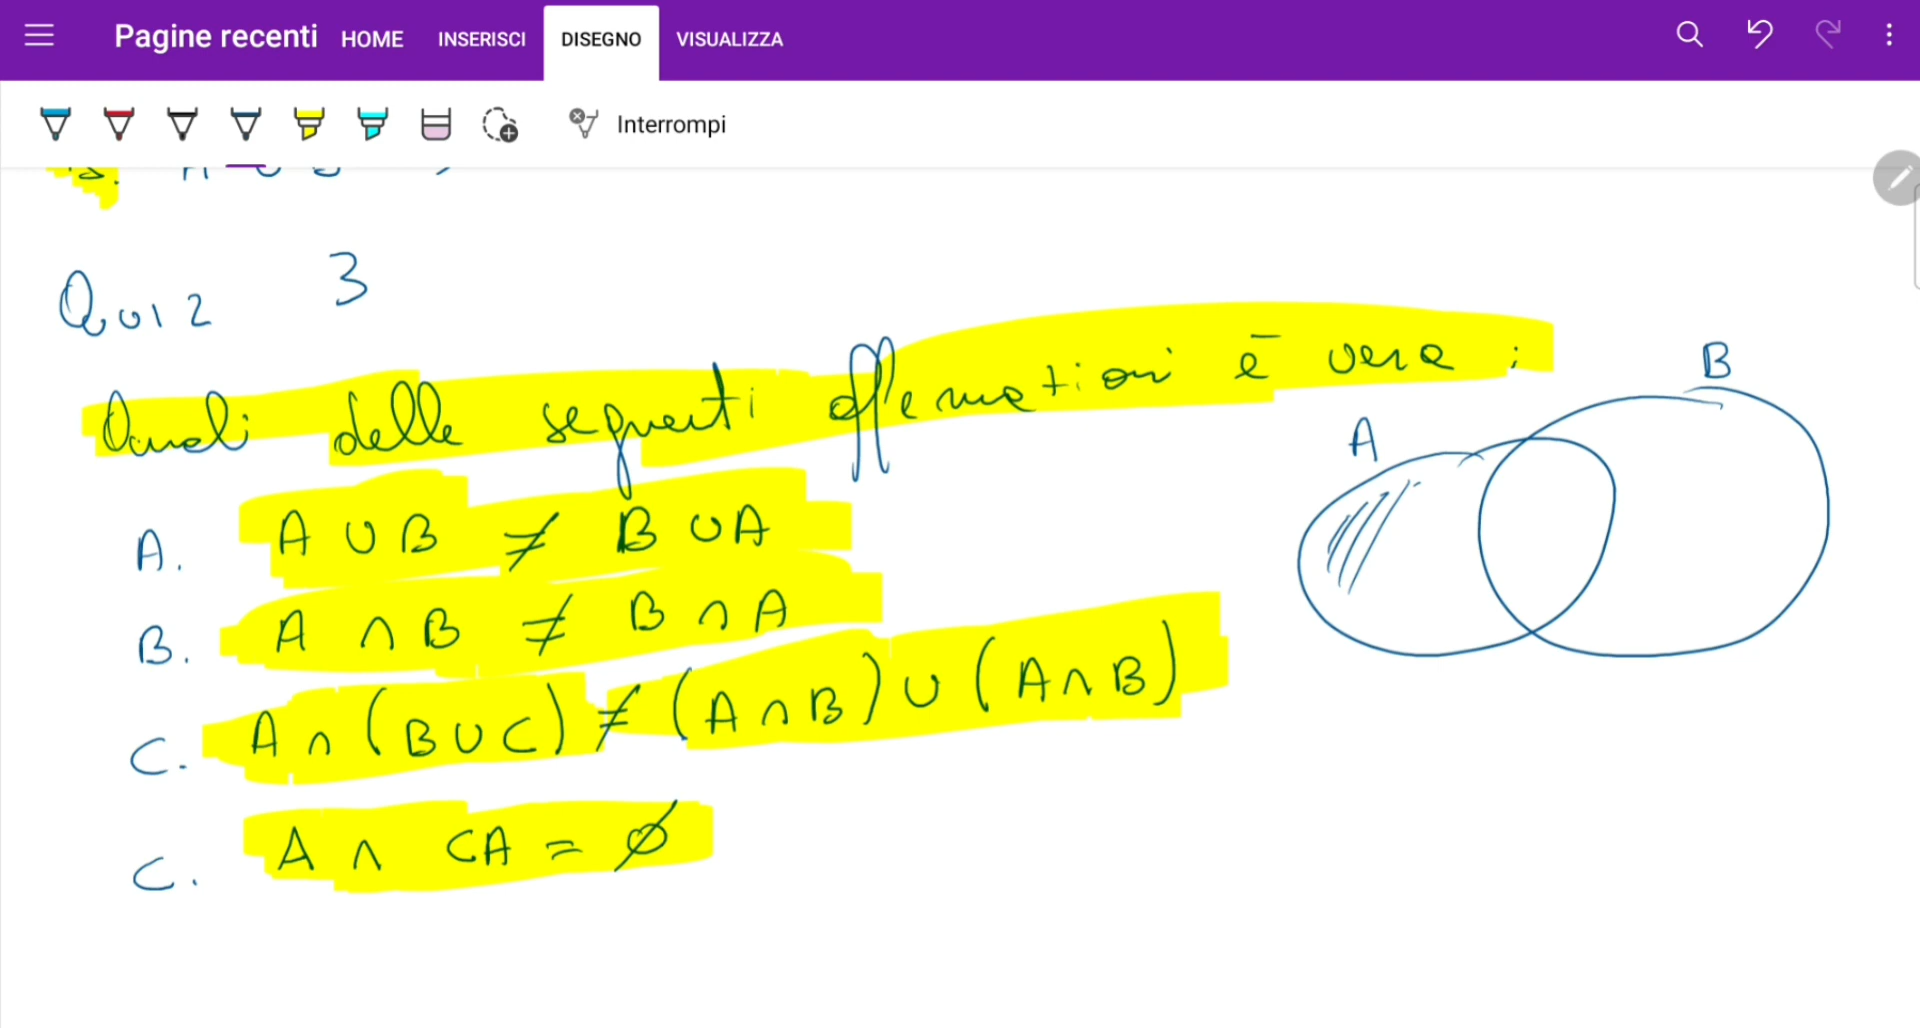 Pagine recenti HOME INSERISCI DISEGNO VISUALIZZA
Interrompi
Quiz 3
Quali delle seguenti affermazioni è vera :
A. A ∪ B ≠ B ∪ A
B. A ∩ B ≠ B ∩ A
C. A ∩ (B ∪ C) ≠ (A ∩ B) ∪ (A ∩ B)
C. A ∩ CA = ∅
A
B